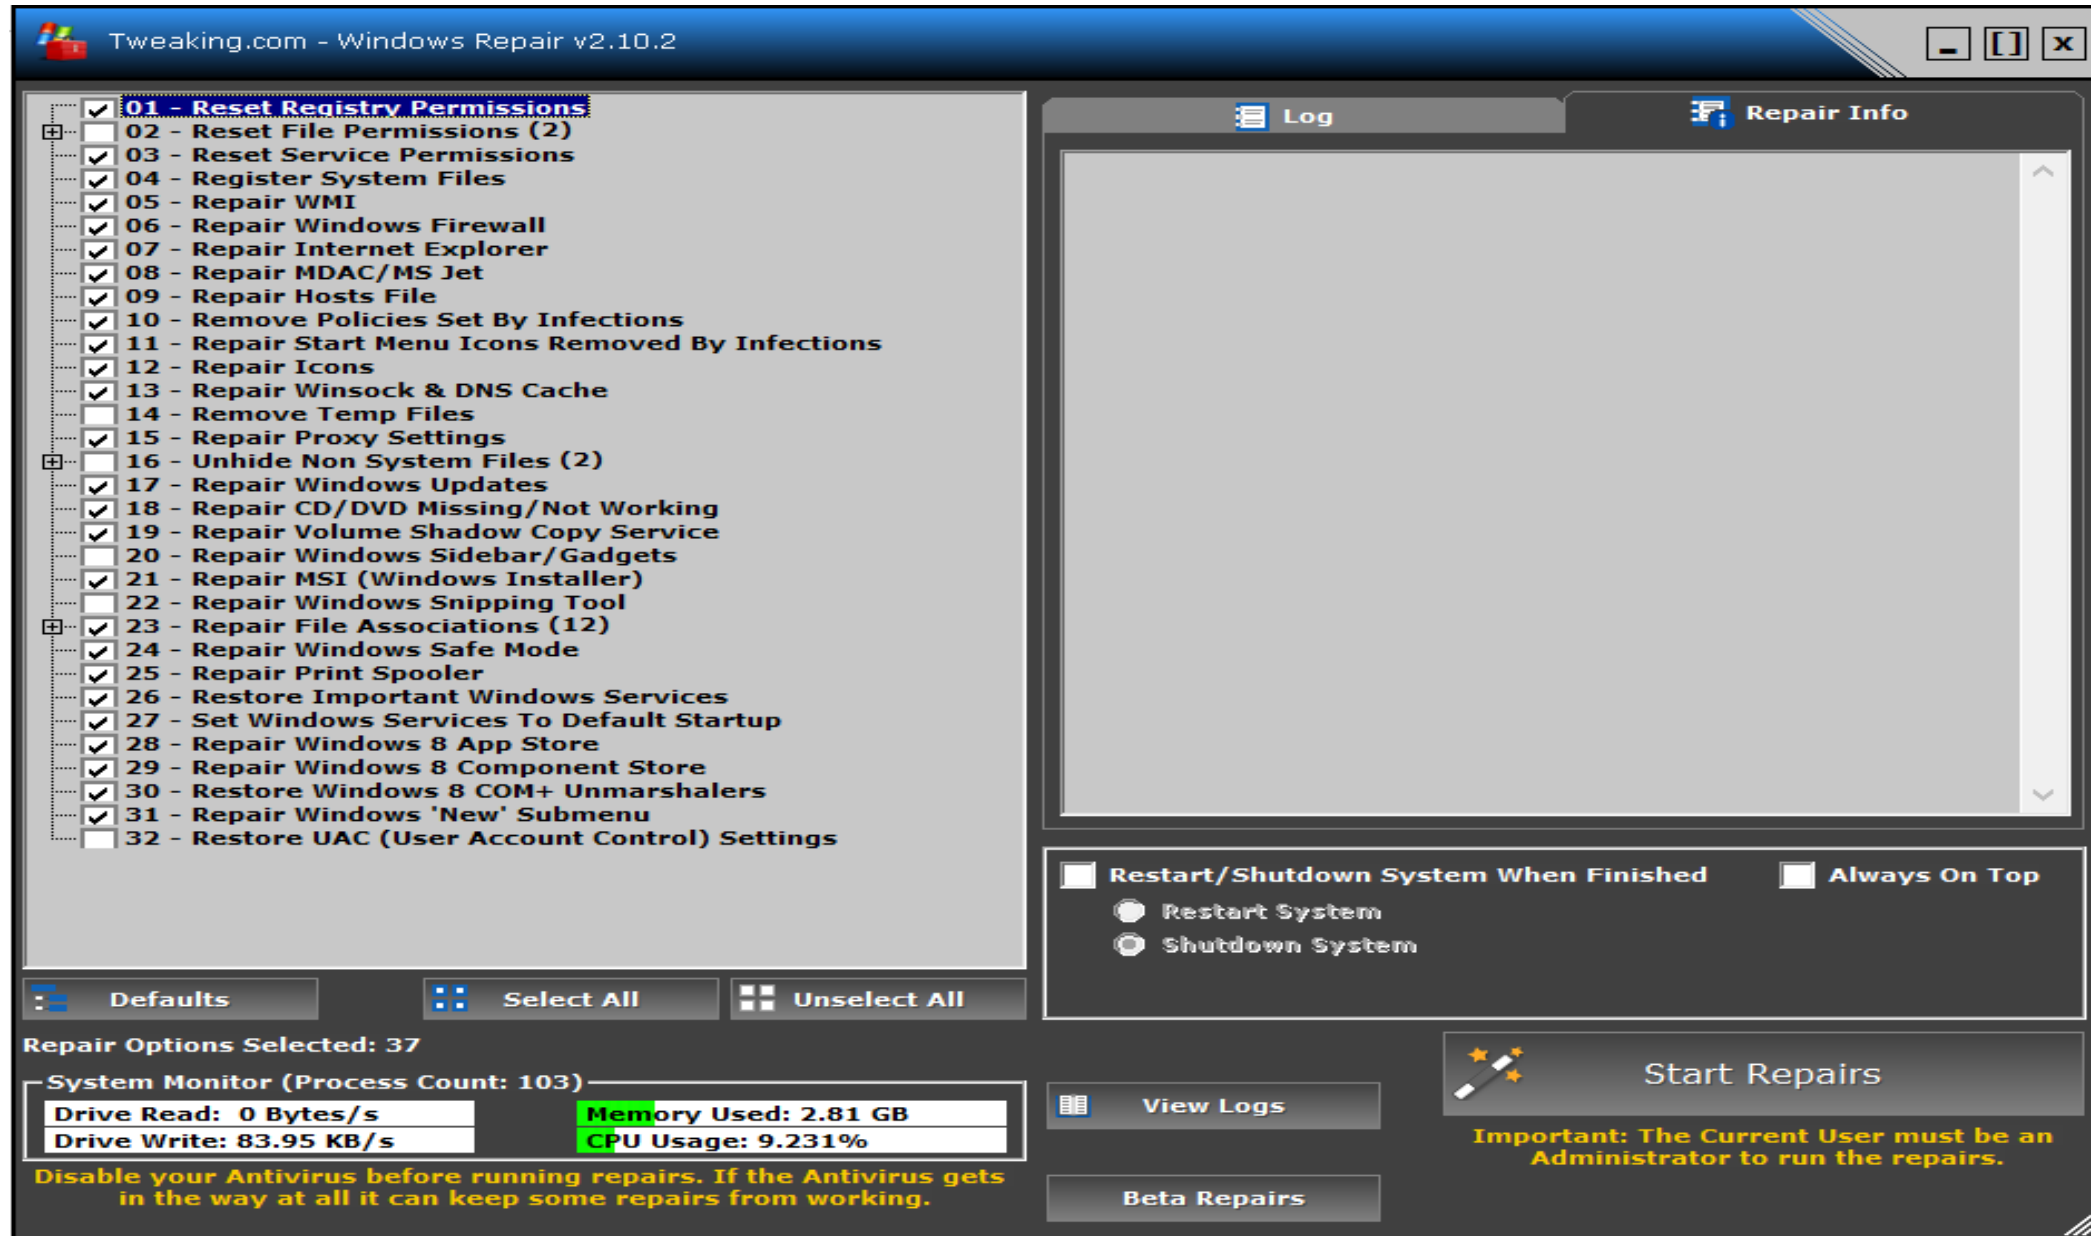 Tweaking.com - Windows Repair v2.10.2
01 - Reset Registry Permissions
02 - Reset File Permissions (2)
03 - Reset Service Permissions
04 - Register System Files
05 - Repair WMI
06 - Repair Windows Firewall
07 - Repair Internet Explorer
08 - Repair MDAC/MS Jet
09 - Repair Hosts File
10 - Remove Policies Set By Infections
11 - Repair Start Menu Icons Removed By Infections
12 - Repair Icons
13 - Repair Winsock & DNS Cache
14 - Remove Temp Files
15 - Repair Proxy Settings
16 - Unhide Non System Files (2)
17 - Repair Windows Updates
18 - Repair CD/DVD Missing/Not Working
19 - Repair Volume Shadow Copy Service
20 - Repair Windows Sidebar/Gadgets
21 - Repair MSI (Windows Installer)
22 - Repair Windows Snipping Tool
23 - Repair File Associations (12)
24 - Repair Windows Safe Mode
25 - Repair Print Spooler
26 - Restore Important Windows Services
27 - Set Windows Services To Default Startup
28 - Repair Windows 8 App Store
29 - Repair Windows 8 Component Store
30 - Restore Windows 8 COM+ Unmarshalers
31 - Repair Windows 'New' Submenu
32 - Restore UAC (User Account Control) Settings
Defaults
Select All
Unselect All
Repair Options Selected: 37
System Monitor (Process Count: 103)
Drive Read: 0 Bytes/s
Memory Used: 2.81 GB
Drive Write: 83.95 KB/s
CPU Usage: 9.231%
Disable your Antivirus before running repairs. If the Antivirus gets
in the way at all it can keep some repairs from working.
Log
Repair Info
Restart/Shutdown System When Finished
Always On Top
Restart System
Shutdown System
View Logs
Beta Repairs
Start Repairs
Important: The Current User must be an
Administrator to run the repairs.